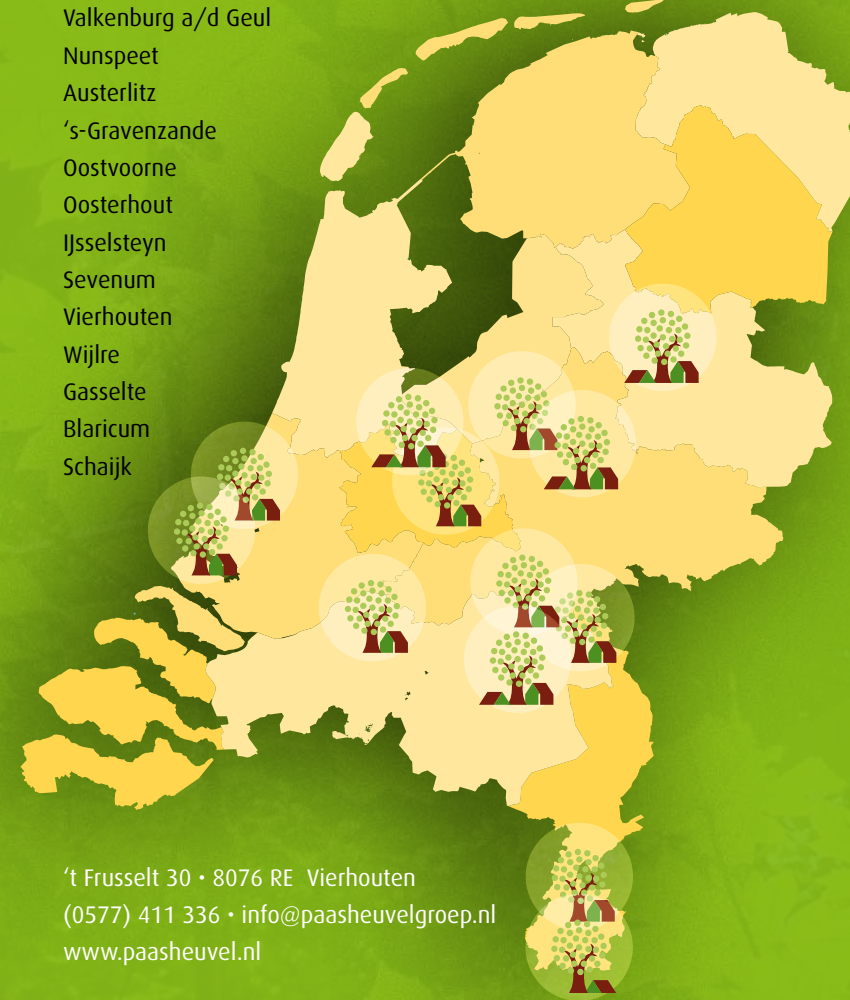 Valkenburg a/d Geul
Nunspeet
Austerlitz
‘s-Gravenzande
Oostvoorne
Oosterhout
IJsselsteyn
Sevenum
Vierhouten
Wijlre
Gasselte
Blaricum
Schaijk
‘t Frusselt 30 • 8076 RE Vierhouten
(0577) 411 336 • info@paasheuvelgroep.nl
www.paasheuvel.nl